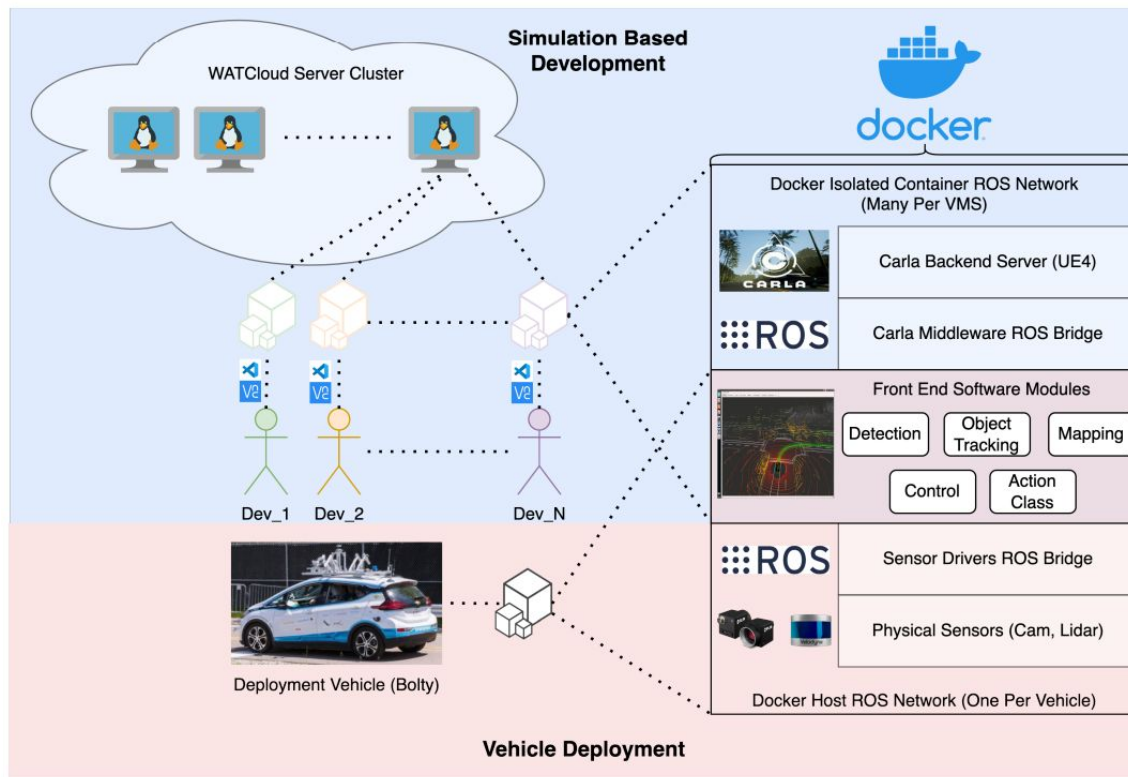 Simulation Based
Development
WATCloud Server Cluster
docker
Docker Isolated Container ROS Network
(Many Per VMS)
CARLA
Carla Backend Server (UE4)
ROS
Carla Middleware ROS Bridge
Front End Software Modules
Detection
Object
Tracking
Mapping
Control
Action
Class
Dev_1
Dev_2
Dev_N
ROS
Sensor Drivers ROS Bridge
Physical Sensors (Cam, Lidar)
Deployment Vehicle (Bolty)
Docker Host ROS Network (One Per Vehicle)
Vehicle Deployment